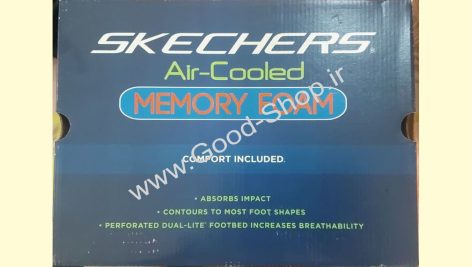 SKECHERS®
Air-Cooled
MEMORY FOAM
www.Good-Shop.ir
COMFORT INCLUDED.
• ABSORBS IMPACT
• CONTOURS TO MOST FOOT SHAPES
• PERFORATED DUAL-LITE® FOOTBED INCREASES BREATHABILITY